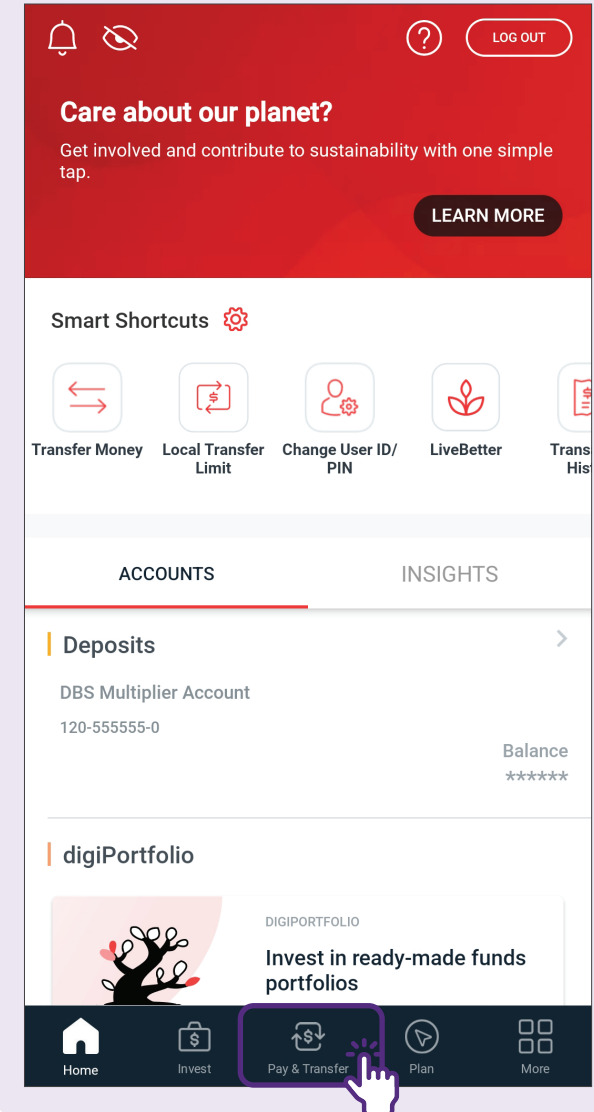 LOG OUT
Care about our planet?
Get involved and contribute to sustainability with one simple
tap.
LEARN MORE
Smart Shortcuts
Transfer Money
Local Transfer
Limit
Change User ID/
PIN
LiveBetter
Trans
His
ACCOUNTS
INSIGHTS
Deposits
DBS Multiplier Account
120-555555-0
Balance
******
digiPortfolio
DIGIPORTFOLIO
Invest in ready-made funds
portfolios
Home
Invest
Pay & Transfer
Plan
More